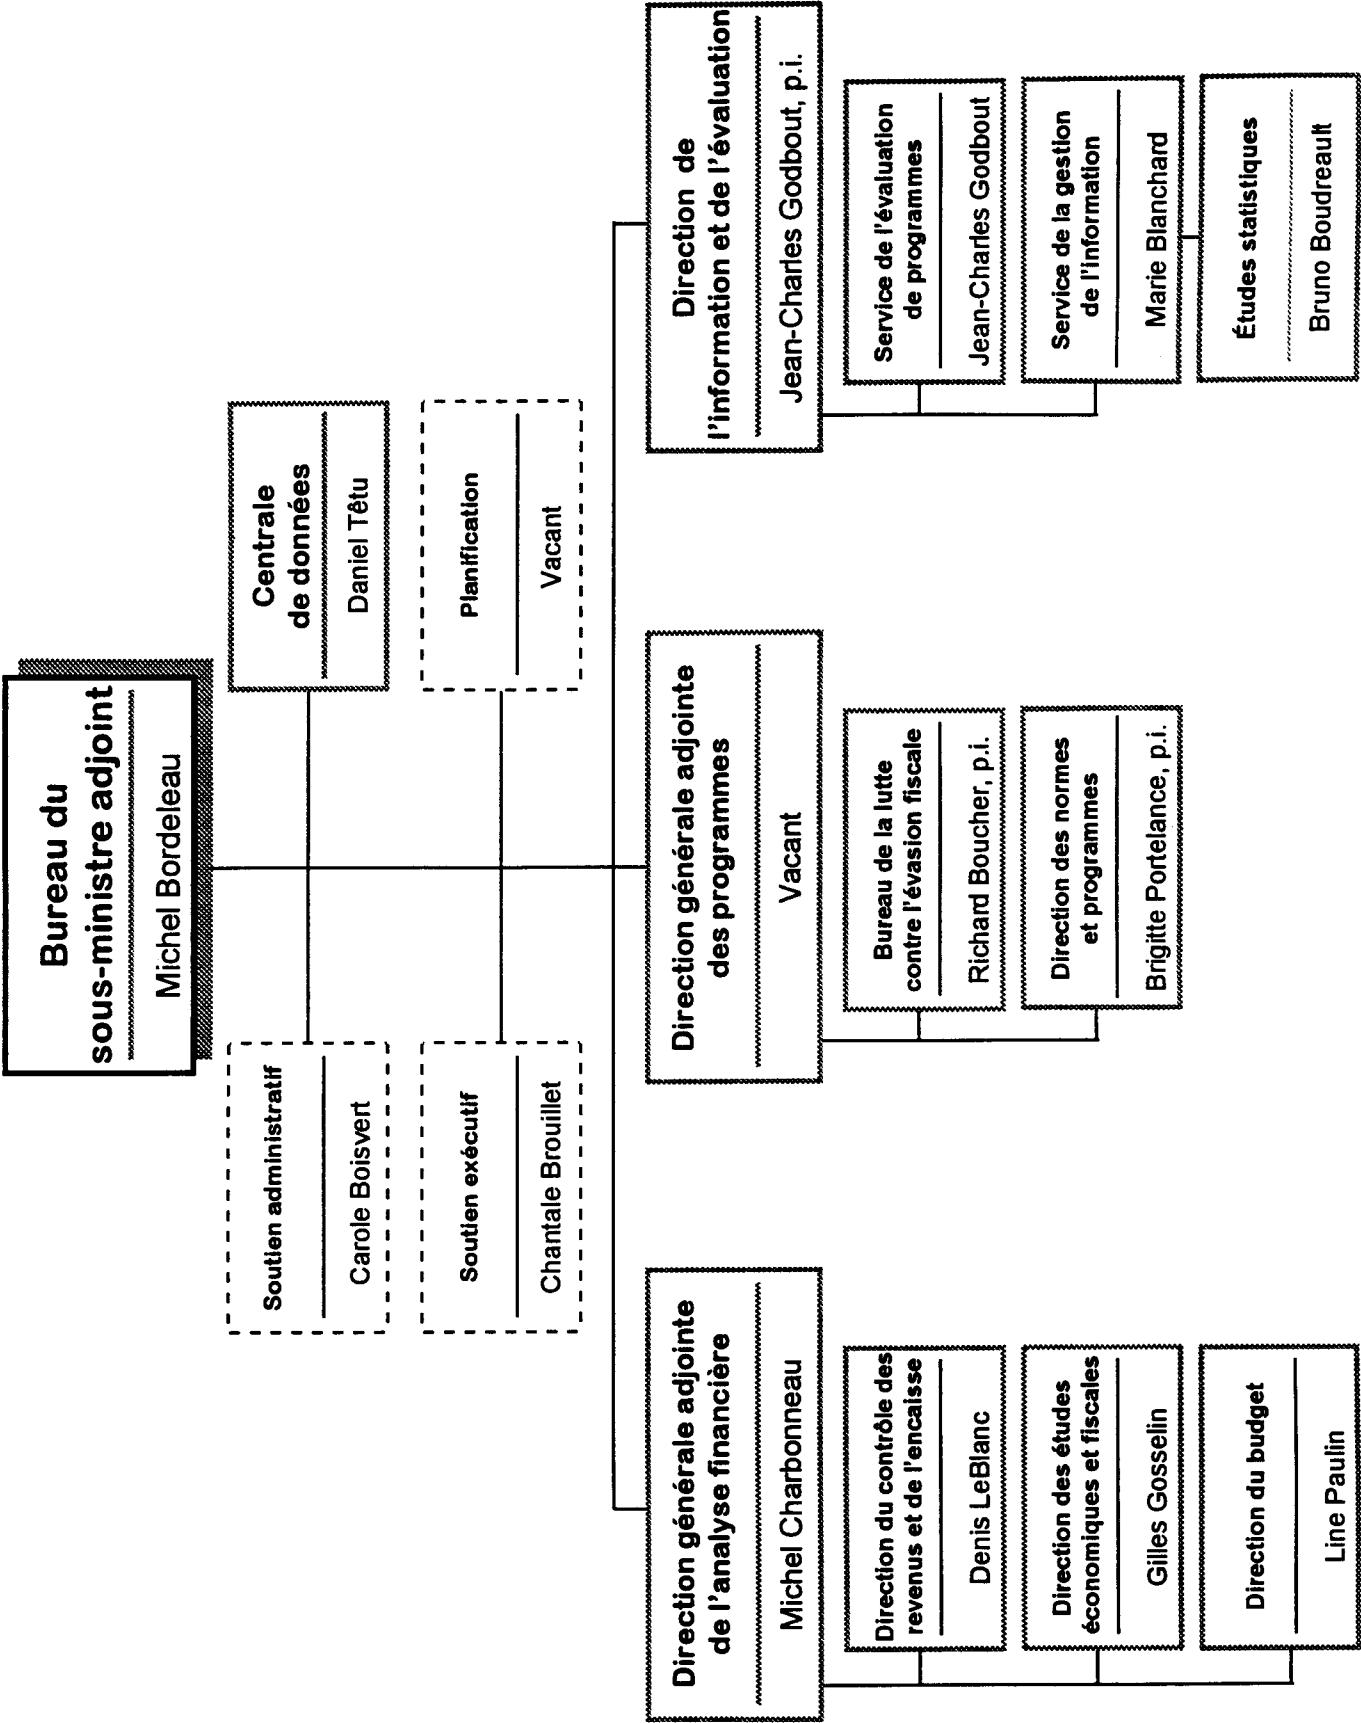 Bureau du
sous-ministre adjoint
Michel Bordeleau
Soutien administratif
Carole Boisvert
Centrale
de données
Daniel Têtu
Soutien exécutif
Chantale Brouillet
Planification
Vacant
Direction générale adjointe
de l'analyse financière
Michel Charbonneau
Direction du contrôle des
revenus et de l'encaisse
Denis LeBlanc
Direction des études
économiques et fiscales
Gilles Gosselin
Direction du budget
Line Paulin
Direction générale adjointe
des programmes
Vacant
Bureau de la lutte
contre l'évasion fiscale
Richard Boucher, p.i.
Direction des normes
et programmes
Brigitte Portelance, p.i.
Direction de
l'information et de l'évaluation
Jean-Charles Godbout, p.i.
Service de l'évaluation
de programmes
Jean-Charles Godbout
Service de la gestion
de l'information
Marie Blanchard
Études statistiques
Bruno Boudreault